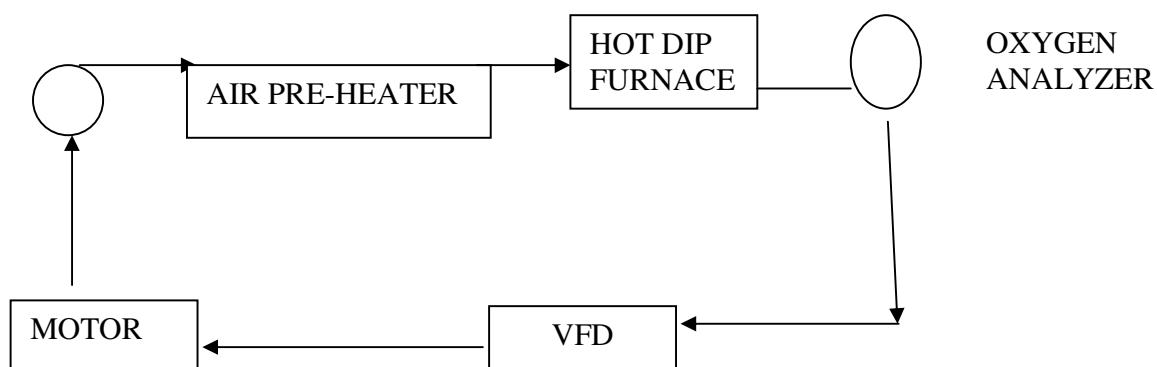 HOT DIP
FURNACE
OXYGEN
ANALYZER
AIR PRE-HEATER
MOTOR
VFD